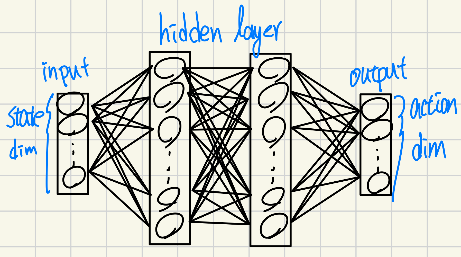 hidden layer
input
output
state
dim
action
dim